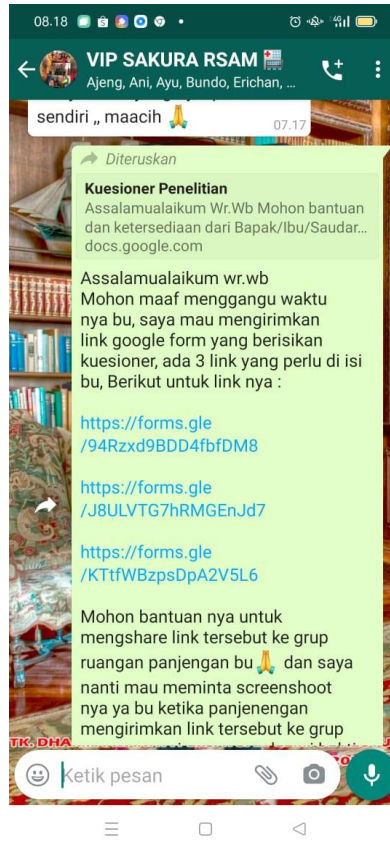 08.18
VIP SAKURA RSAM
Ajeng, Ani, Ayu, Bundo, Erichan, ...
sendiri ,, maacih 🙏
07.17
Diteruskan
Kuesioner Penelitian
Assalamualaikum Wr.Wb Mohon bantuan
dan ketersediaan dari Bapak/Ibu/Saudar...
docs.google.com
Assalamualaikum wr.wb
Mohon maaf menggangu waktu
nya bu, saya mau mengirimkan
link google form yang berisikan
kuesioner, ada 3 link yang perlu di isi
bu, Berikut untuk link nya :
https://forms.gle
/94Rzxd9BDD4fbfDM8
https://forms.gle
/J8ULVTG7hRMGEnJd7
https://forms.gle
/KTtfWBzpsDpA2V5L6
Mohon bantuan nya untuk
mengshare link tersebut ke grup
ruangan panjengan bu🙏 dan saya
nanti mau meminta screenshoot
nya ya bu ketika panjenengan
mengirimkan link tersebut ke grup
TK. DHA
Ketik pesan